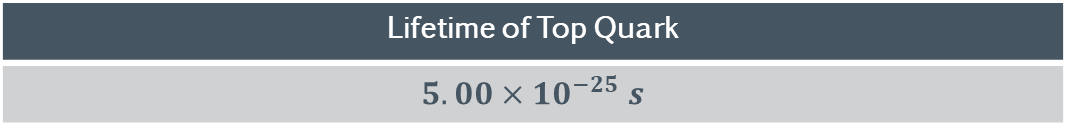 Lifetime of Top Quark
5.00 × 10⁻²⁵ s